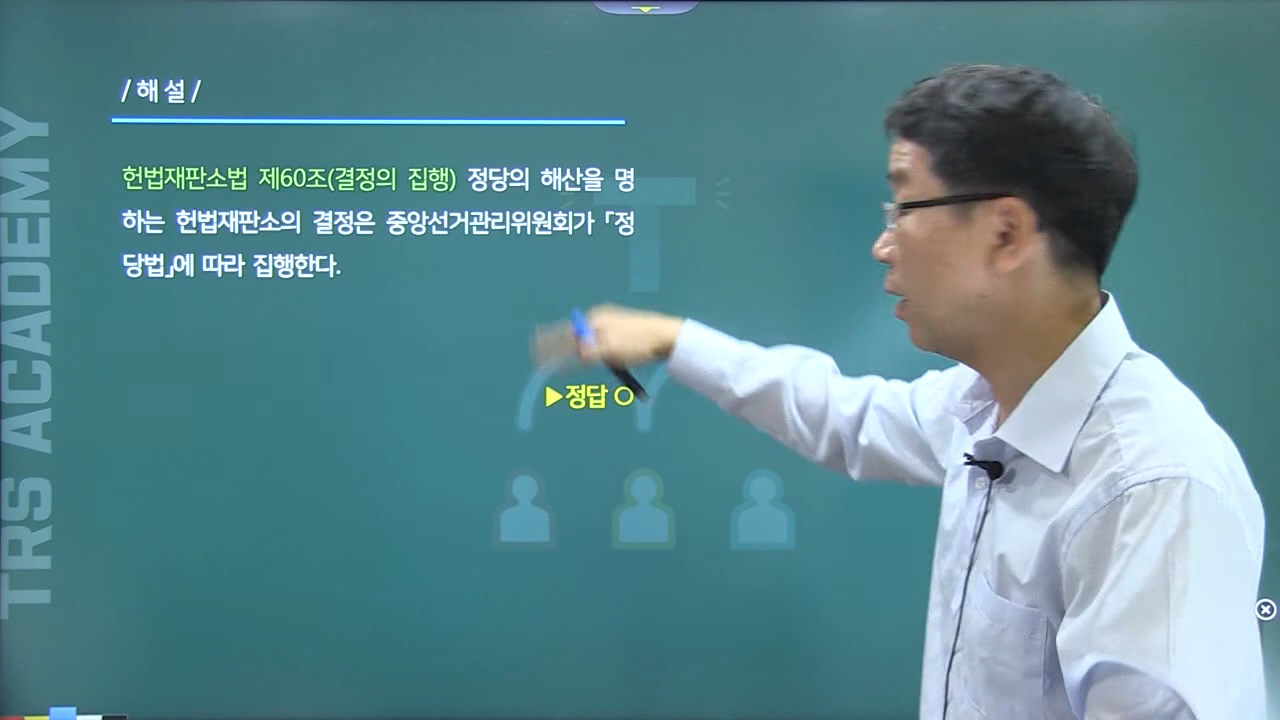 / 해 설 /
헌법재판소법 제60조(결정의 집행) 정당의 해산을 명
하는 헌법재판소의 결정은 중앙선거관리위원회가 「정
당법」에 따라 집행한다.
▶정답 ○
TRS ACADEMY